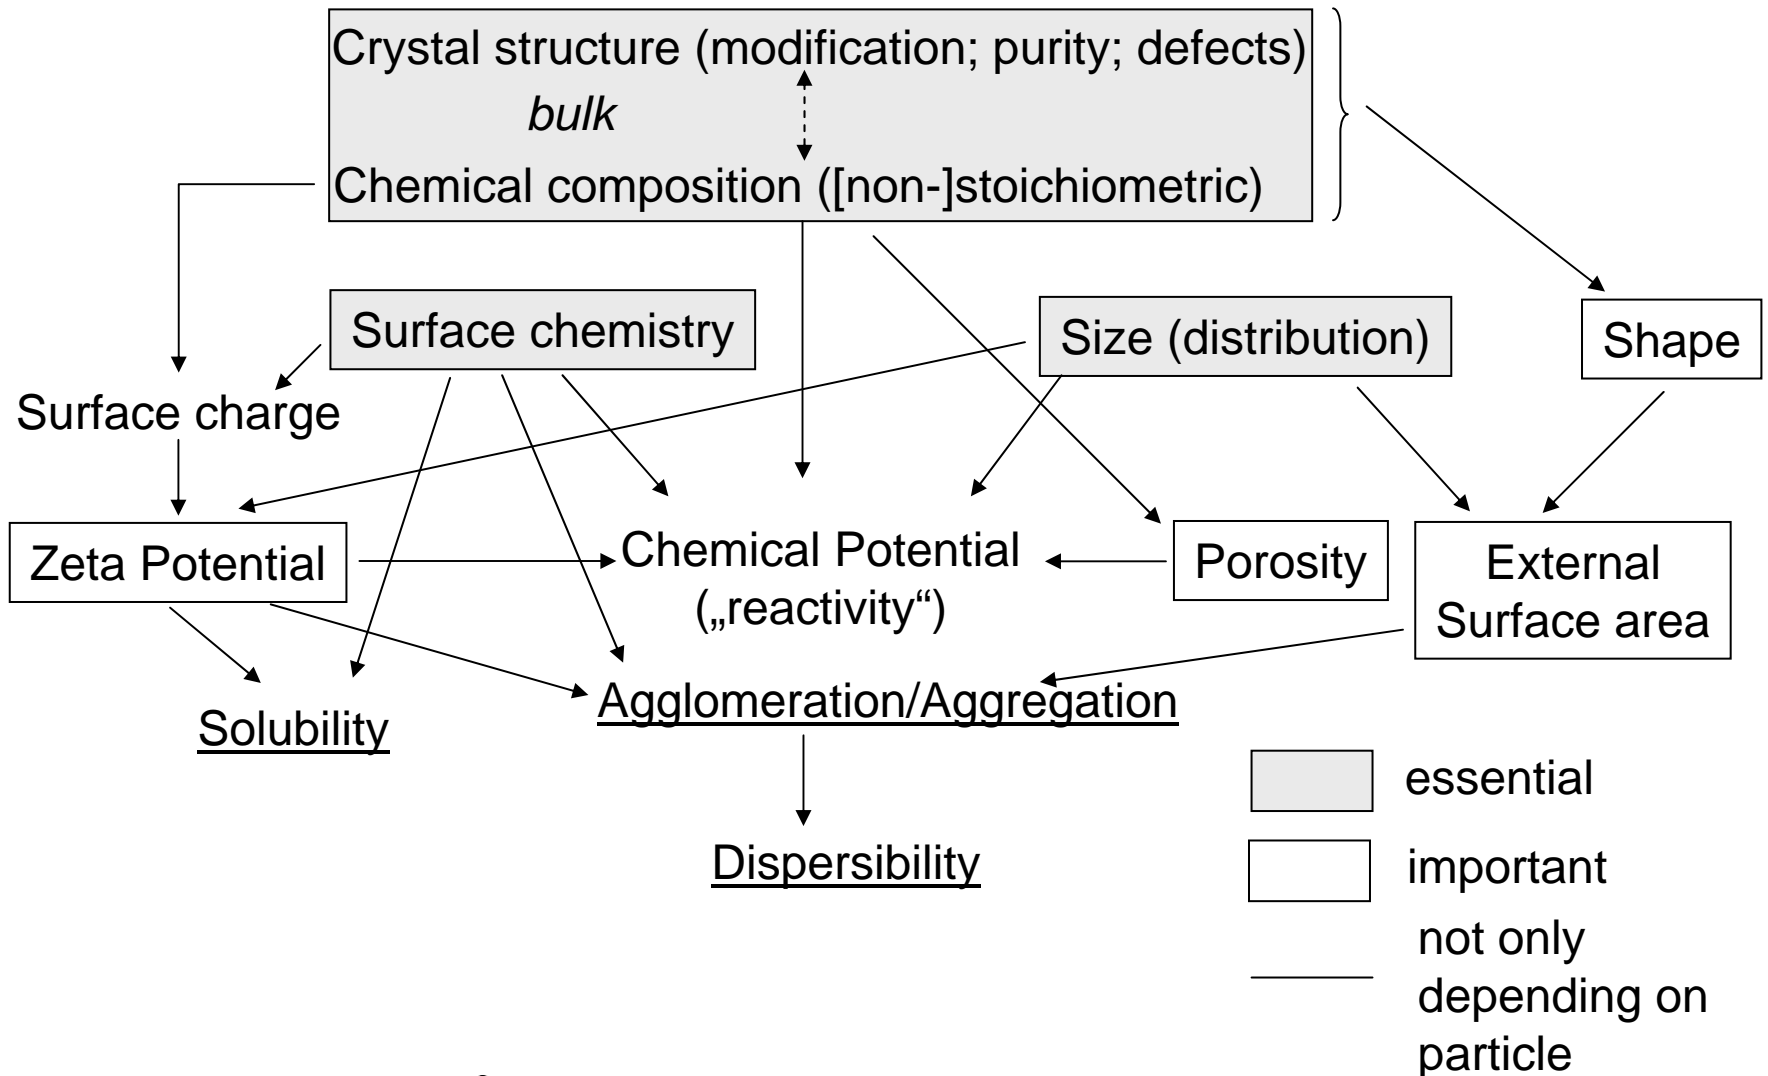 Crystal structure (modification; purity; defects)
bulk
Chemical composition ([non-]stoichiometric)
Surface chemistry
Size (distribution)
Shape
Surface charge
Zeta Potential
Chemical Potential
(„reactivity“)
Porosity
External
Surface area
Solubility
Agglomeration/Aggregation
Dispersibility
essential
important
not only
depending on
particle